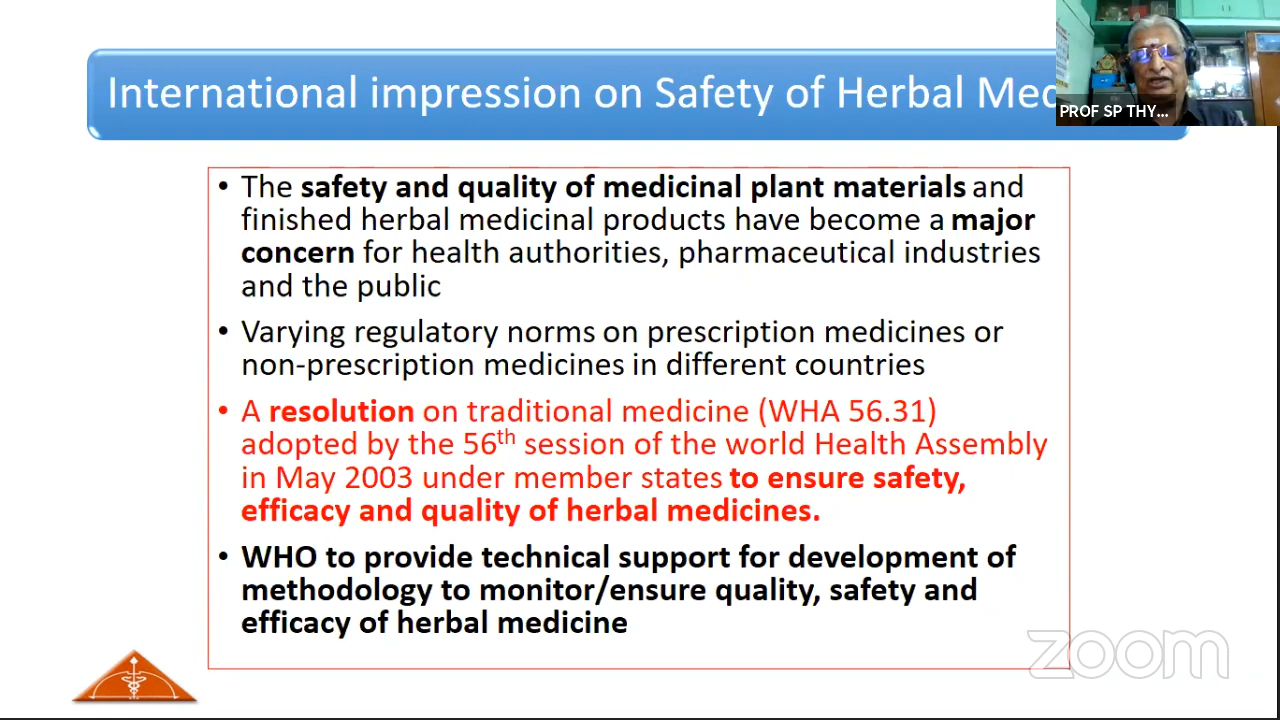 International impression on Safety of Herbal Med
PROF SP THY...
• The safety and quality of medicinal plant materials and
finished herbal medicinal products have become a major
concern for health authorities, pharmaceutical industries
and the public
• Varying regulatory norms on prescription medicines or
non-prescription medicines in different countries
• A resolution on traditional medicine (WHA 56.31)
adopted by the 56th session of the world Health Assembly
in May 2003 under member states to ensure safety,
efficacy and quality of herbal medicines.
• WHO to provide technical support for development of
methodology to monitor/ensure quality, safety and
efficacy of herbal medicine
zoom